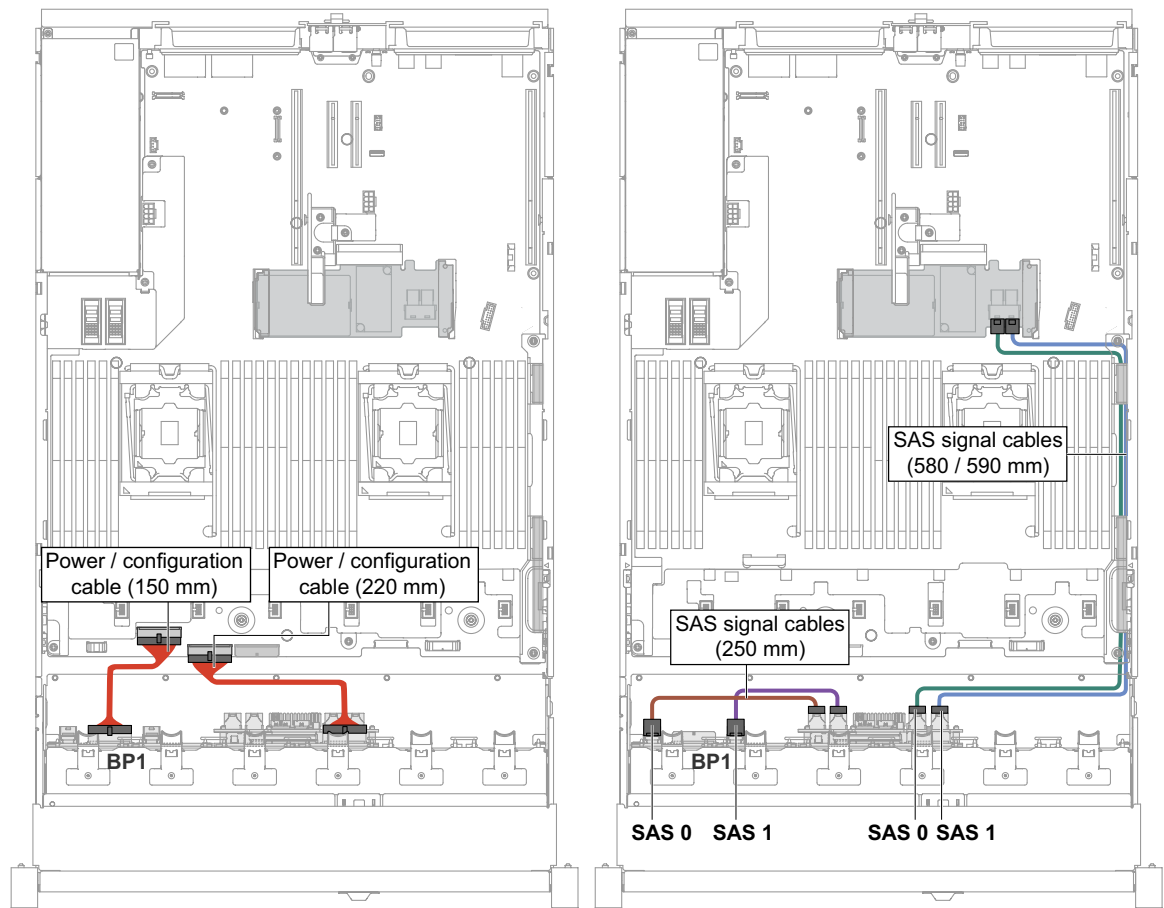 Power / configuration
cable (150 mm)
Power / configuration
cable (220 mm)
BP1
SAS signal cables
(580 / 590 mm)
SAS signal cables
(250 mm)
BP1
SAS 0 SAS 1 SAS 0 SAS 1